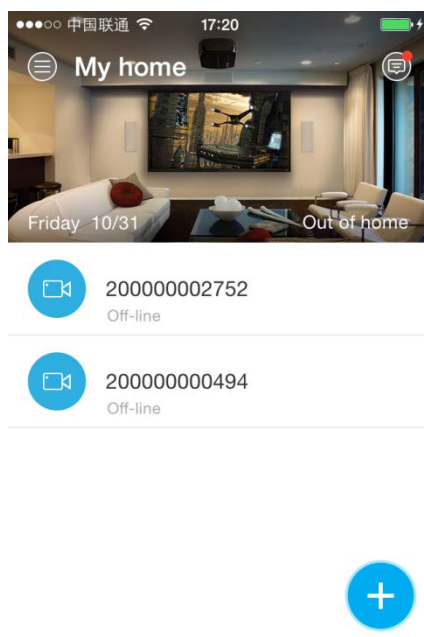 中国联通 17:20
My home
Friday 10/31 Out of home
200000002752
Off-line
200000000494
Off-line